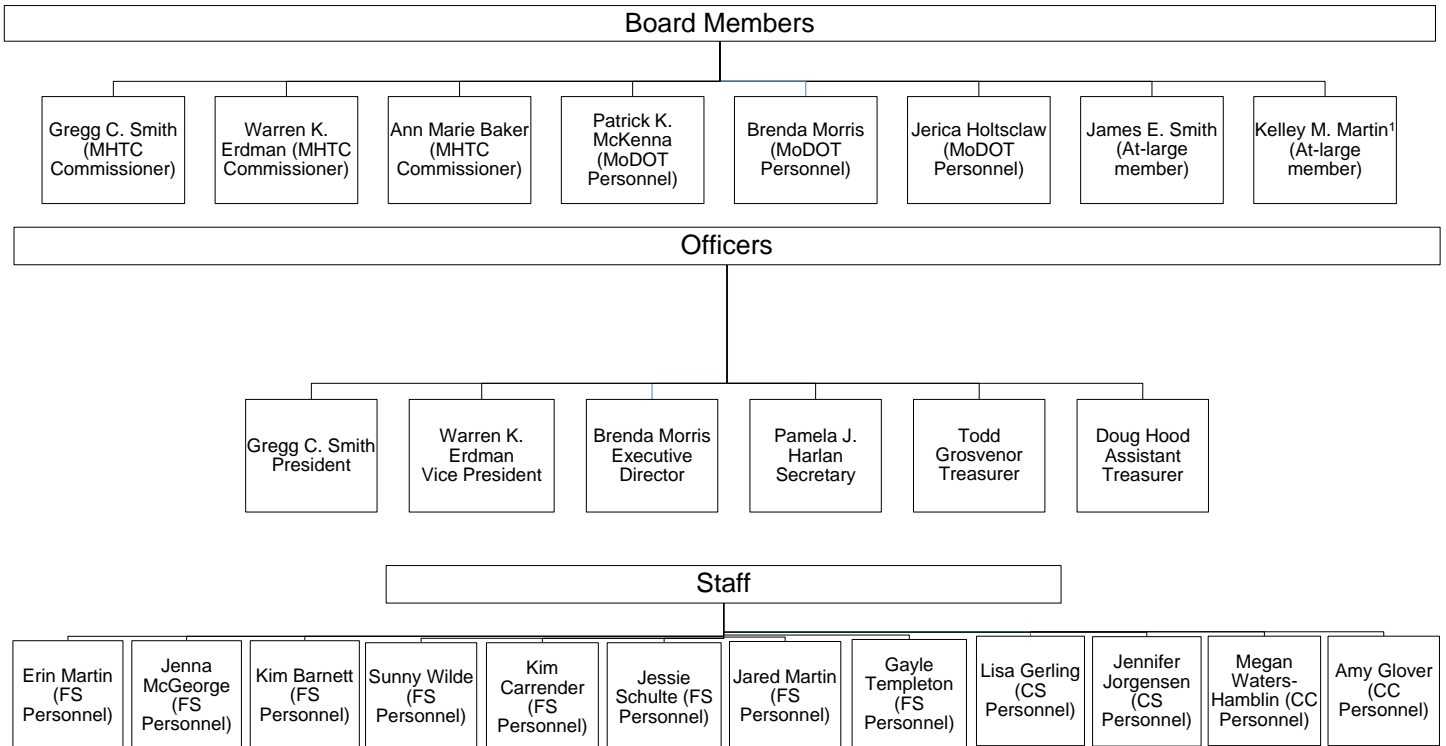 Board Members
Gregg C. Smith
(MHTC
Commissioner)
Warren K.
Erdman (MHTC
Commissioner)
Ann Marie Baker
(MHTC
Commissioner)
Patrick K.
McKenna
(MoDOT
Personnel)
Brenda Morris
(MoDOT
Personnel)
Jerica Holtsclaw
(MoDOT
Personnel)
James E. Smith
(At-large
member)
Kelley M. Martin¹
(At-large
member)
Officers
Gregg C. Smith
President
Warren K.
Erdman
Vice President
Brenda Morris
Executive
Director
Pamela J.
Harlan
Secretary
Todd
Grosvenor
Treasurer
Doug Hood
Assistant
Treasurer
Staff
Erin Martin
(FS
Personnel)
Jenna
McGeorge
(FS
Personnel)
Kim Barnett
(FS
Personnel)
Sunny Wilde
(FS
Personnel)
Kim
Carrender
(FS
Personnel)
Jessie
Schulte (FS
Personnel)
Jared Martin
(FS
Personnel)
Gayle
Templeton
(FS
Personnel)
Lisa Gerling
(CS
Personnel)
Jennifer
Jorgensen
(CS
Personnel)
Megan
Waters-
Hamblin (CC
Personnel)
Amy Glover
(CC
Personnel)